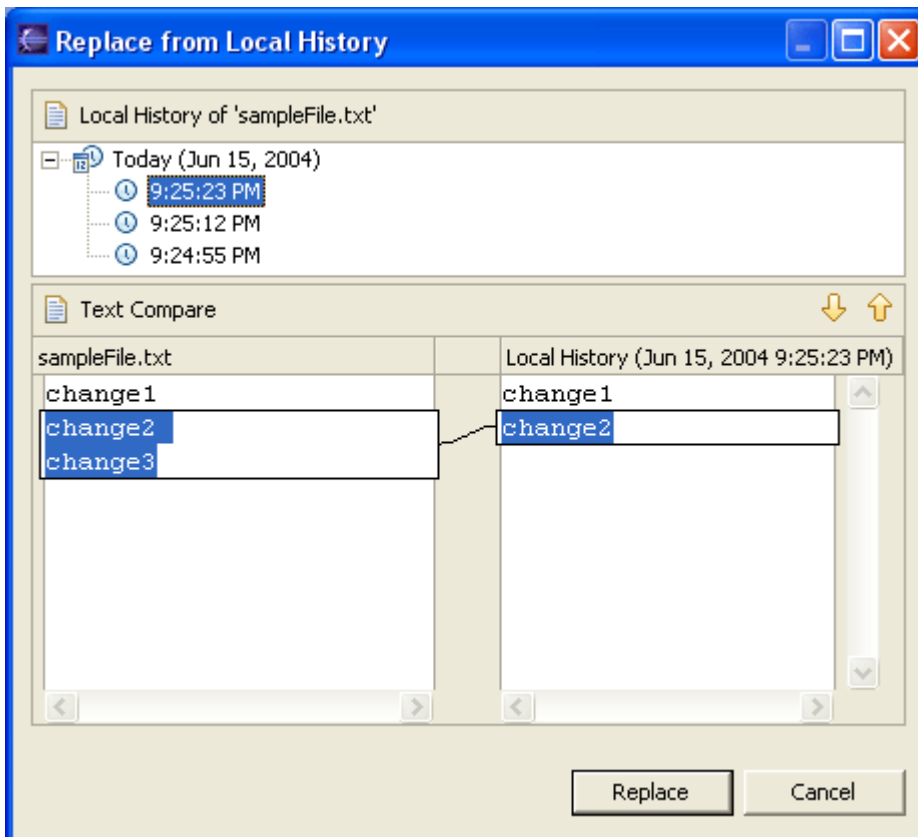 Replace from Local History
Local History of 'sampleFile.txt'
Today (Jun 15, 2004)
9:25:23 PM
9:25:12 PM
9:24:55 PM
Text Compare
sampleFile.txt
Local History (Jun 15, 2004 9:25:23 PM)
change1
change2
change3
change1
change2
Replace
Cancel